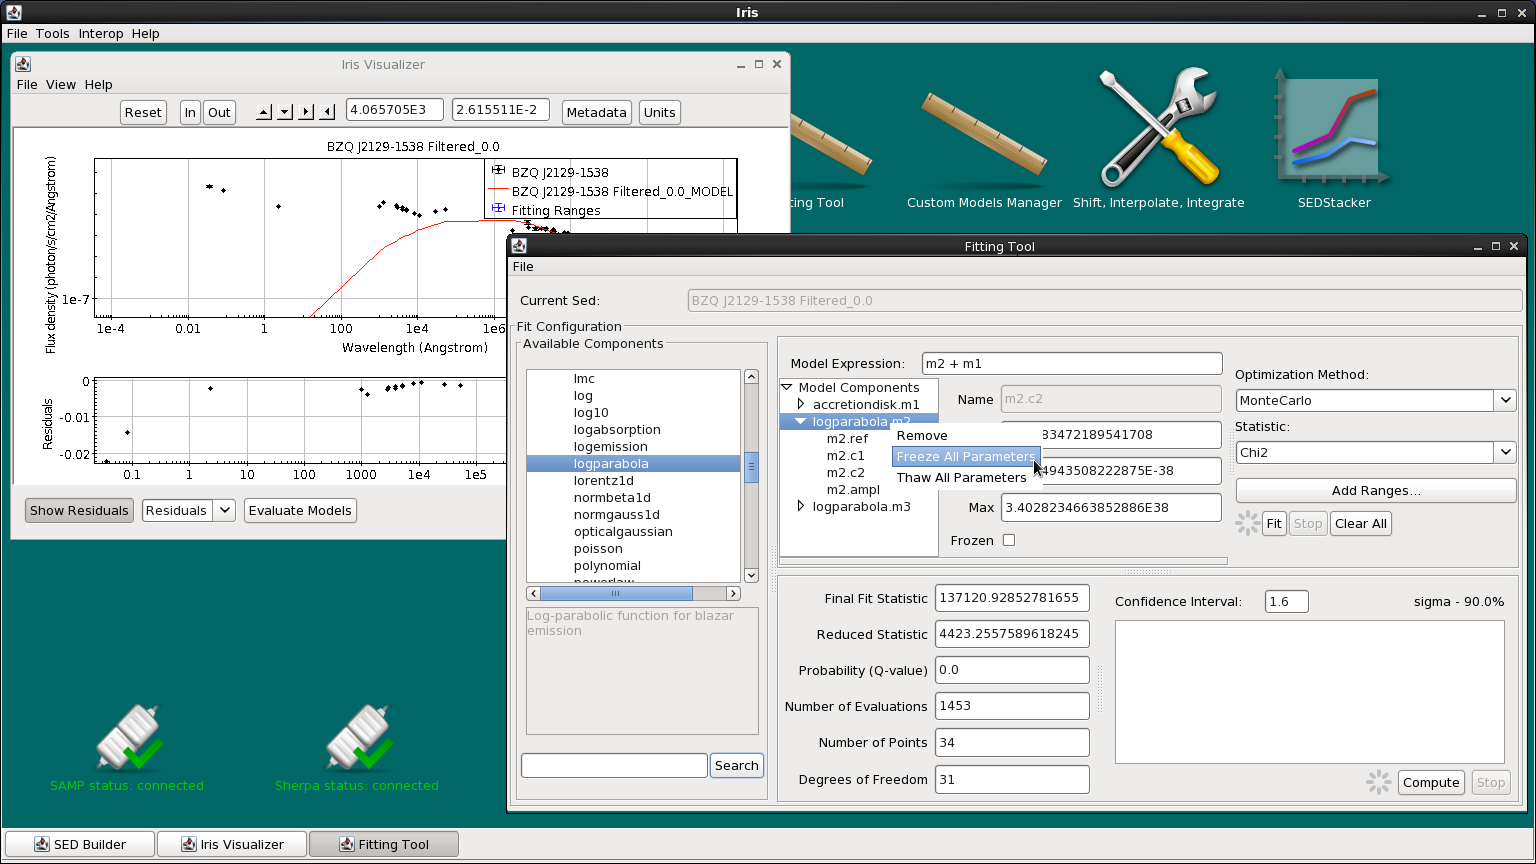 Iris
File Tools Interop Help
Iris Visualizer
File View Help
Reset In Out 4.065705E3 2.615511E-2 Metadata Units
BZQ J2129-1538 Filtered_0.0
BZQ J2129-1538
BZQ J2129-1538 Filtered_0.0_MODEL
Fitting Ranges
Flux density (photon/s/cm2/Angstrom)
1e-7
1e-4 0.01 1 100 1e4 1e6
Wavelength (Angstrom)
Residuals
0
-0.01
-0.02
0.1 1 10 100 1000 1e4 1e5
Show Residuals Residuals Evaluate Models
ting Tool
Custom Models Manager
Shift, Interpolate, Integrate
SEDStacker
Fitting Tool
File
Current Sed: BZQ J2129-1538 Filtered_0.0
Fit Configuration
Available Components
lmc
log
log10
logabsorption
logemission
logparabola
lorentz1d
normbeta1d
normgauss1d
opticalgaussian
poisson
polynomial
powerlaw
Log-parabolic function for blazar
emission
Search
Model Expression: m2 + m1
Model Components
accretiondisk.m1
logparabola.m2
m2.ref
m2.c1
m2.c2
m2.ampl
logparabola.m3
Remove
Freeze All Parameters
Thaw All Parameters
Name m2.c2
83472189541708
4943508222875E-38
Max 3.4028234663852886E38
Frozen
Optimization Method:
MonteCarlo
Statistic:
Chi2
Add Ranges...
Fit Stop Clear All
Final Fit Statistic 137120.92852781655
Reduced Statistic 4423.2557589618245
Probability (Q-value) 0.0
Number of Evaluations 1453
Number of Points 34
Degrees of Freedom 31
Confidence Interval: 1.6 sigma - 90.0%
Compute Stop
SAMP status: connected
Sherpa status: connected
SED Builder Iris Visualizer Fitting Tool